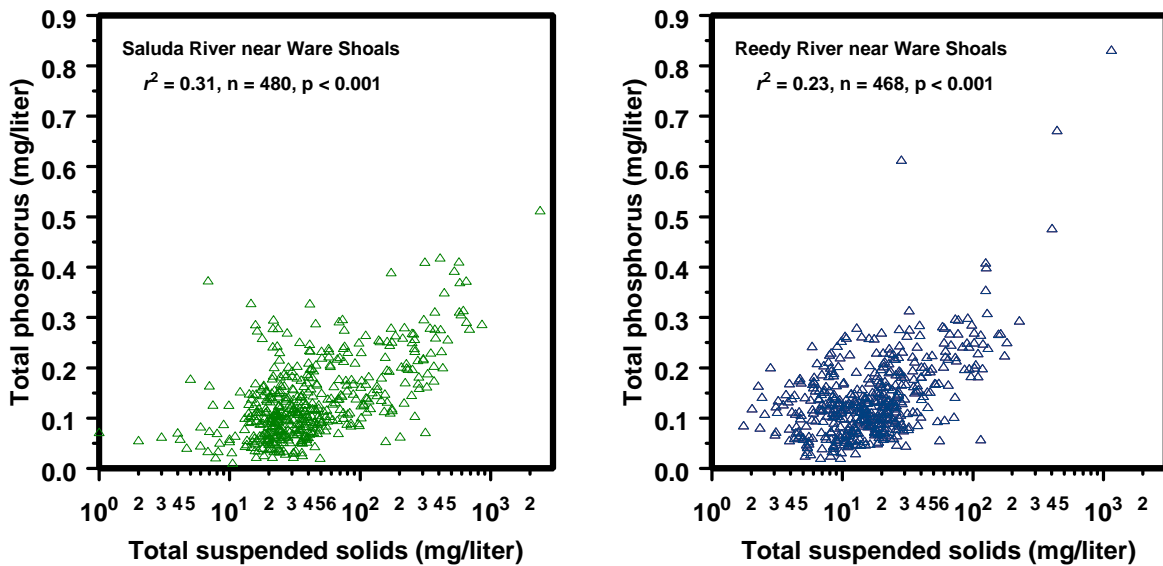 Saluda River near Ware Shoals
r² = 0.31, n = 480, p < 0.001
Total phosphorus (mg/liter)
0.9
0.8
0.7
0.6
0.5
0.4
0.3
0.2
0.1
0.0
10⁰ 2 3 4 5 10¹ 2 3 4 5 6 10² 2 3 4 5 10³ 2
Total suspended solids (mg/liter)
Reedy River near Ware Shoals
r² = 0.23, n = 468, p < 0.001
Total phosphorus (mg/liter)
0.9
0.8
0.7
0.6
0.5
0.4
0.3
0.2
0.1
0.0
10⁰ 2 3 4 5 10¹ 2 3 4 5 6 10² 2 3 4 5 10³ 2
Total suspended solids (mg/liter)